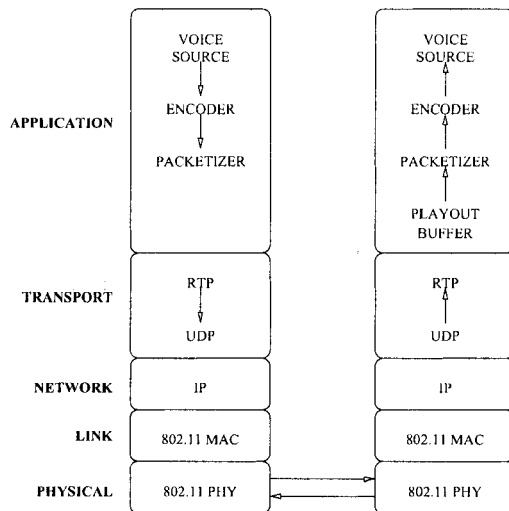 VOICE
SOURCE
ENCODER
PACKETIZER
APPLICATION
VOICE
SOURCE
ENCODER
PACKETIZER
PLAYOUT
BUFFER
TRANSPORT
RTP
UDP
RTP
UDP
NETWORK
IP
IP
LINK
802.11 MAC
802.11 MAC
PHYSICAL
802.11 PHY
802.11 PHY